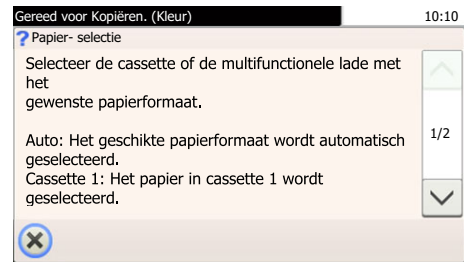 Gereed voor Kopiëren. (Kleur) 10:10
? Papier- selectie
Selecteer de cassette of de multifunctionele lade met
het
gewenste papierformaat.
Auto: Het geschikte papierformaat wordt automatisch
geselecteerd.
Cassette 1: Het papier in cassette 1 wordt
geselecteerd.
1/2